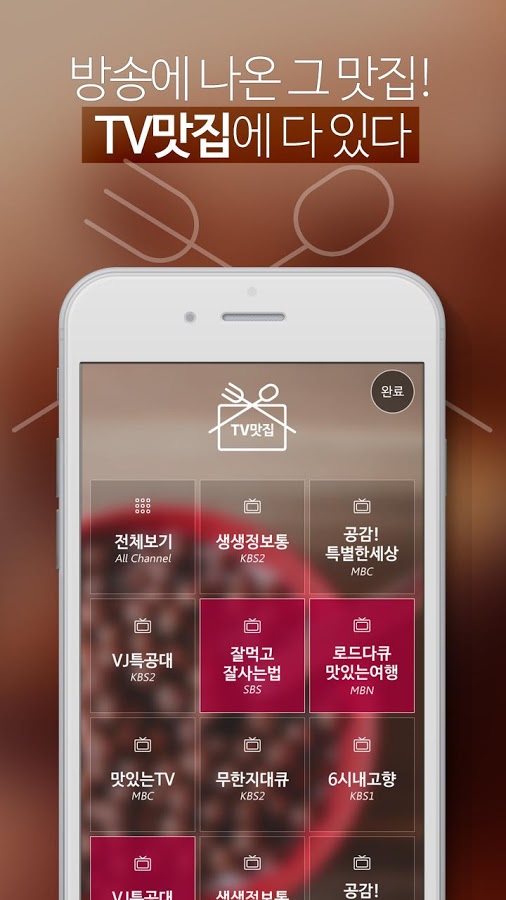 방송에 나온 그 맛집!
TV맛집에 다 있다
완료
TV맛집
전체보기
All Channel
생생정보통
KBS2
공감!
특별한세상
MBC
VJ특공대
KBS2
잘먹고
잘사는법
SBS
로드다큐
맛있는여행
MBN
맛있는TV
MBC
무한지대큐
KBS2
6시내고향
KBS1
VJ특공대
생생정보통
공감!